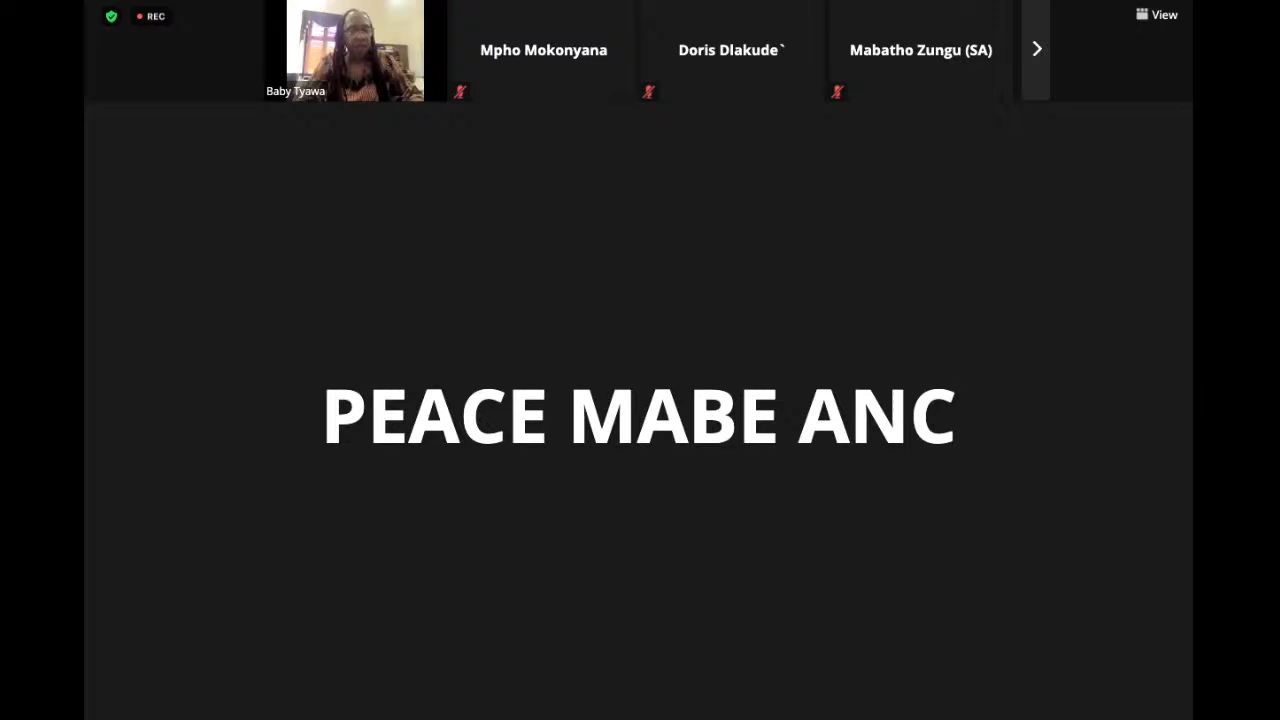 REC
View
Mpho Mokonyana
Doris Dlakude`
Mabatho Zungu (SA)
Baby Tyawa
PEACE MABE ANC